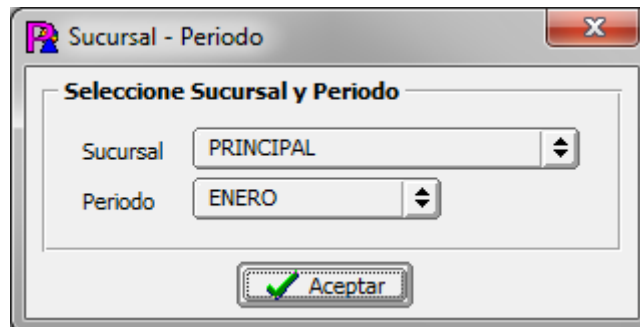 Sucursal - Periodo
Seleccione Sucursal y Periodo
Sucursal PRINCIPAL
Periodo ENERO
Aceptar